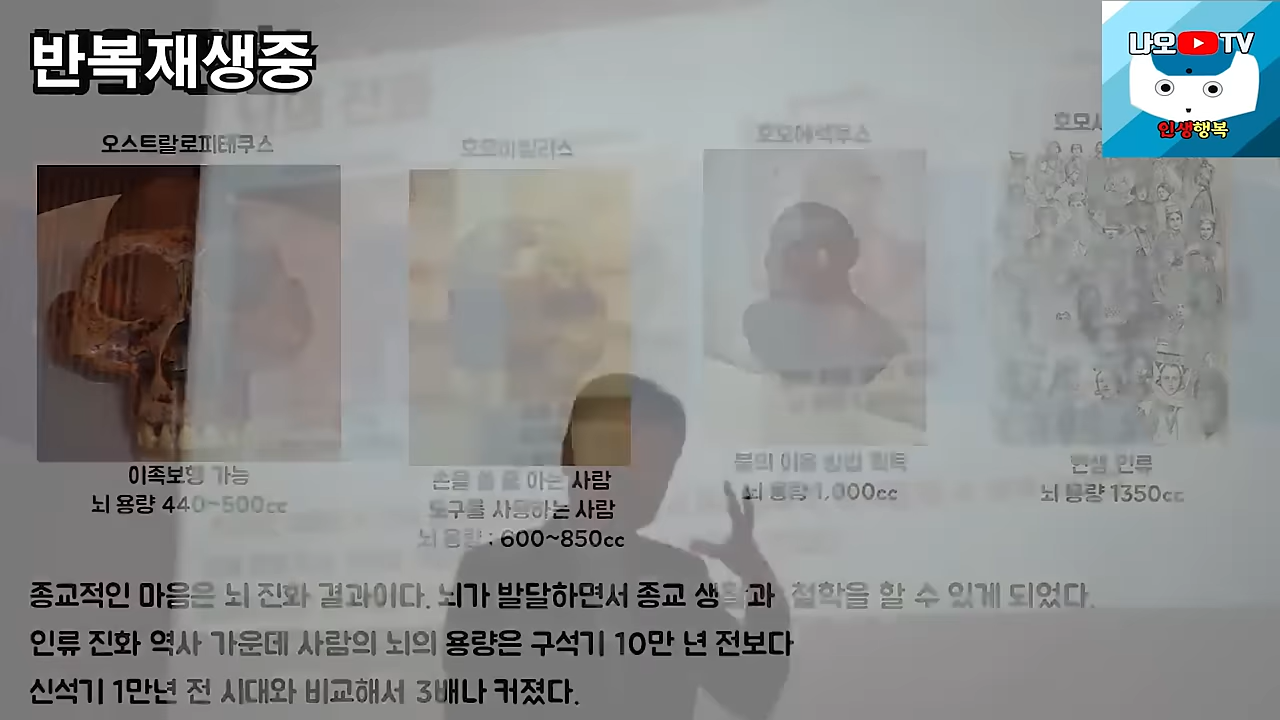 반복재생중
나오 TV
인생행복
오스트랄로피테쿠스
호모하빌리스
호모에렉투스
호모사
이족보행 가능
뇌 용량 440~500cc
손을 쓸 줄 아는 사람
도구를 사용하는 사람
뇌 용량 : 600~850cc
불의 이용 방법 획득
뇌 용량 1,000cc
현생 인류
뇌 용량 1350cc
종교적인 마음은 뇌 진화 결과이다. 뇌가 발달하면서 종교 생활과 철학을 할 수 있게 되었다.
인류 진화 역사 가운데 사람의 뇌의 용량은 구석기 10만 년 전보다
신석기 1만년 전 시대와 비교해서 3배나 커졌다.